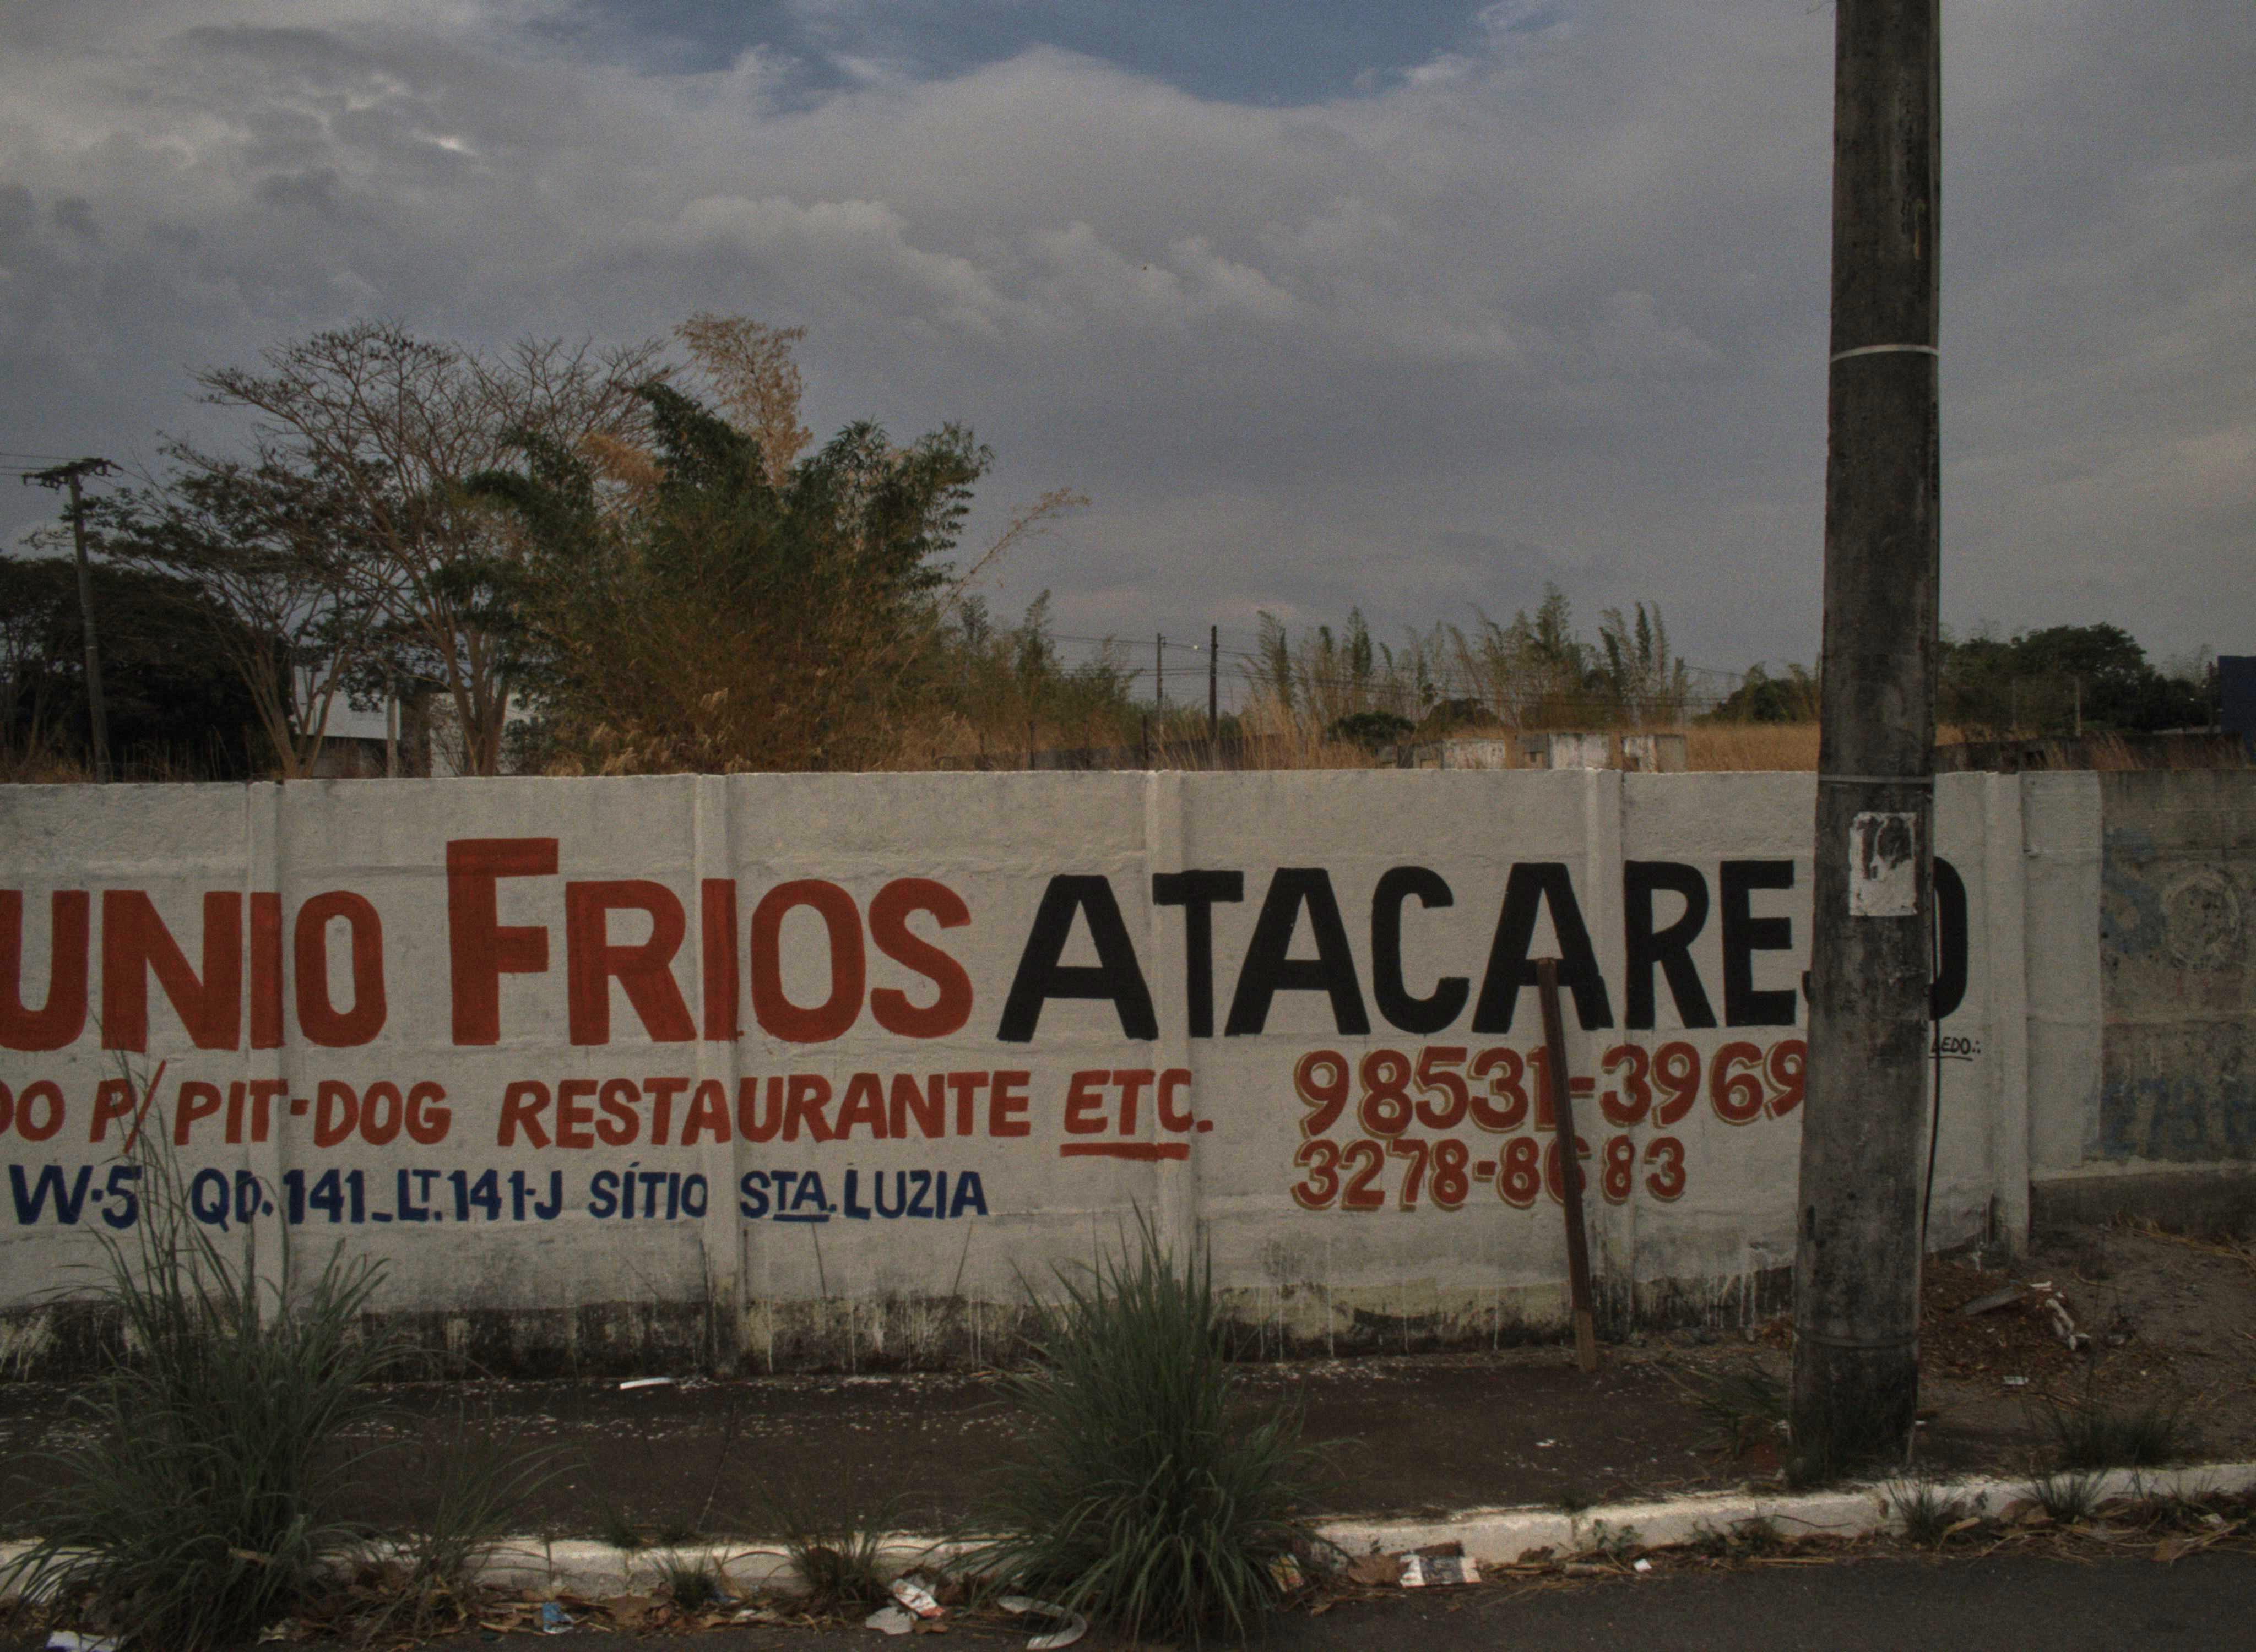 UNIO FRIOS ATACAREJO
DO P/ PIT-DOG RESTAURANTE ETC.
98531-3969
3278-8683
W-5 QD.141_LT.141-J SÍTIO STA.LUZIA